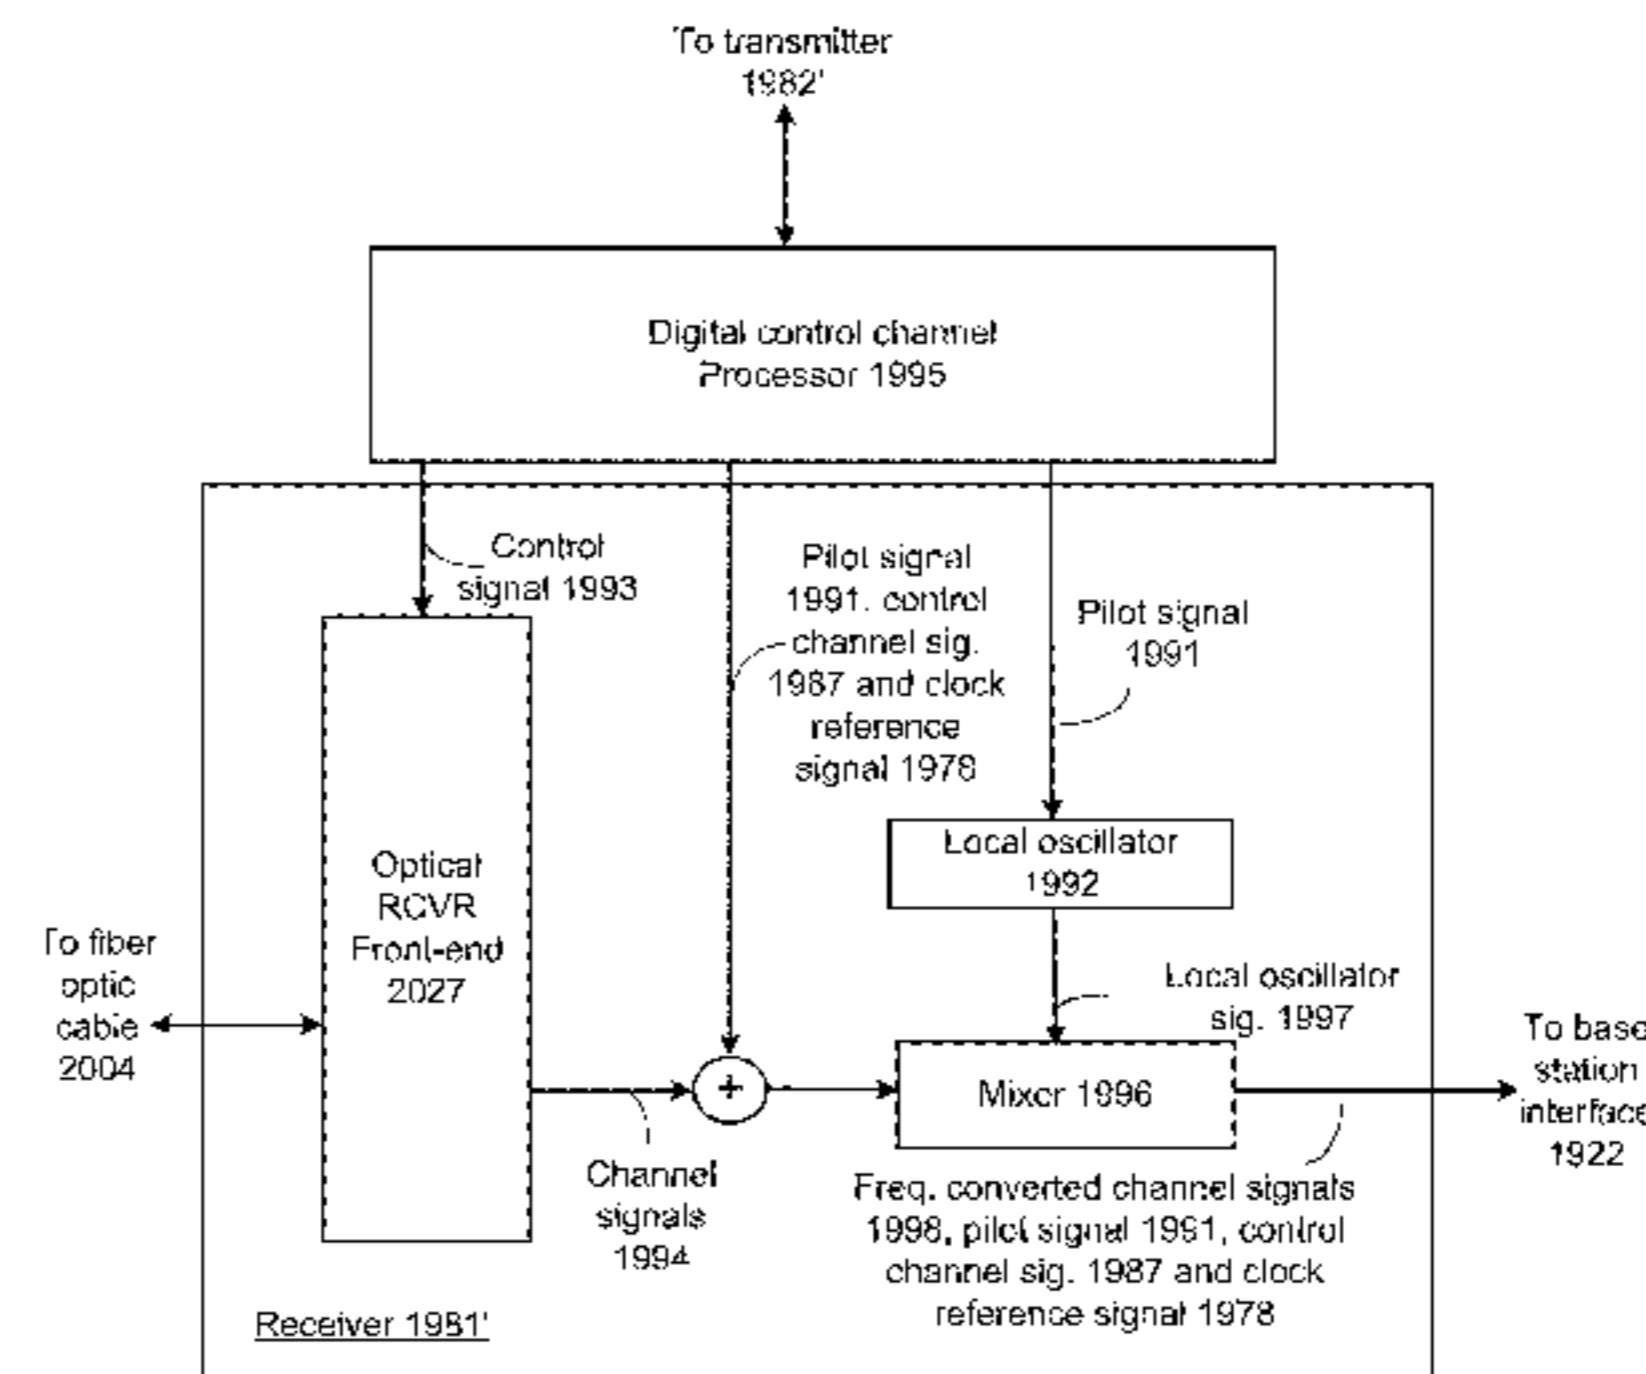 To transmitter
1982'
Digital control channel
Processor 1995
Control
signal 1993
Pilot signal
1991. control
channel sig.
1987 and clock
reference
signal 1978
Pilot signal
1991
Local oscillator
1992
Optical
RCVR
Front-end
2027
To fiber
optic
cable
2004
Local oscillator
sig. 1997
+
Mixer 1996
To base
station
interface
1922
Channel
signals
1994
Freq. converted channel signals
1998, pilot signal 1991, control
channel sig. 1987 and clock
reference signal 1978
Receiver 1981'